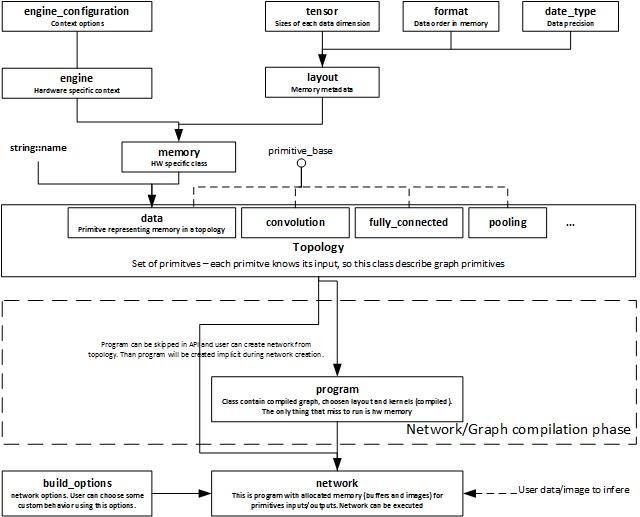 engine_configuration
Context options
tensor
Sizes of each data dimension
format
Data order in memory
date_type
Data precision
engine
Hardware specific context
layout
Memory metadata
string::name
memory
HW specific class
primitive_base
data
Primitve representing memory in a topology
convolution
fully_connected
pooling
...
Topology
Set of primitves – each primitve knows its input, so this class describe graph primitives
Program can be skipped in API and user can create network from
topology. Than program will be created implicit during network creation.
program
Class contain compiled graph, choosen layout and kernels (compiled).
The only thing that miss to run is hw memory
Network/Graph compilation phase
build_options
network options. User can choose some
custom behavior using this options.
network
This is program with allocated memory (buffers and images) for
primitives inputs/outputs. Network can be executed
User data/image to infere